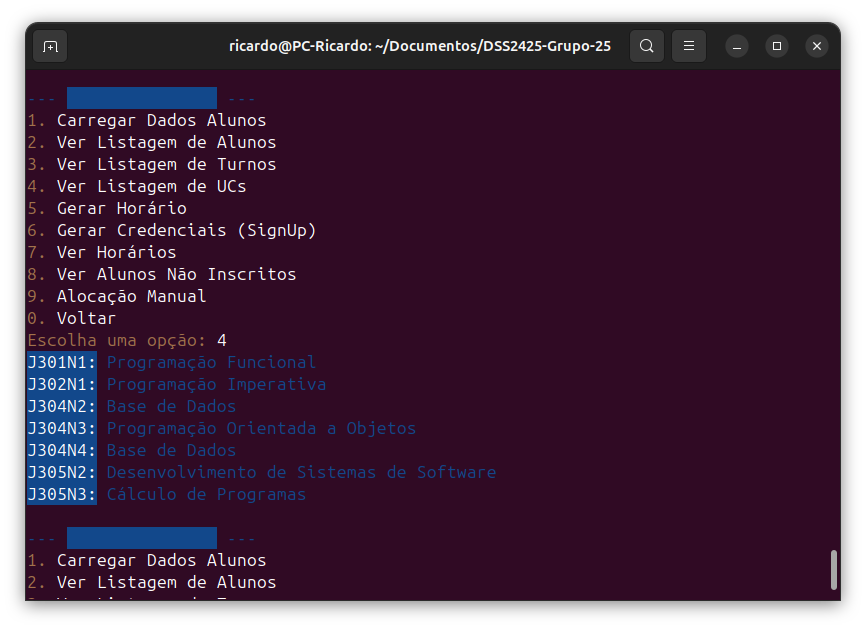 ricardo@PC-Ricardo: ~/Documentos/DSS2425-Grupo-25
--- ---
1. Carregar Dados Alunos
2. Ver Listagem de Alunos
3. Ver Listagem de Turnos
4. Ver Listagem de UCs
5. Gerar Horário
6. Gerar Credenciais (SignUp)
7. Ver Horários
8. Ver Alunos Não Inscritos
9. Alocação Manual
0. Voltar
Escolha uma opção: 4
J301N1: Programação Funcional
J302N1: Programação Imperativa
J304N2: Base de Dados
J304N3: Programação Orientada a Objetos
J304N4: Base de Dados
J305N2: Desenvolvimento de Sistemas de Software
J305N3: Cálculo de Programas
--- ---
1. Carregar Dados Alunos
2. Ver Listagem de Alunos